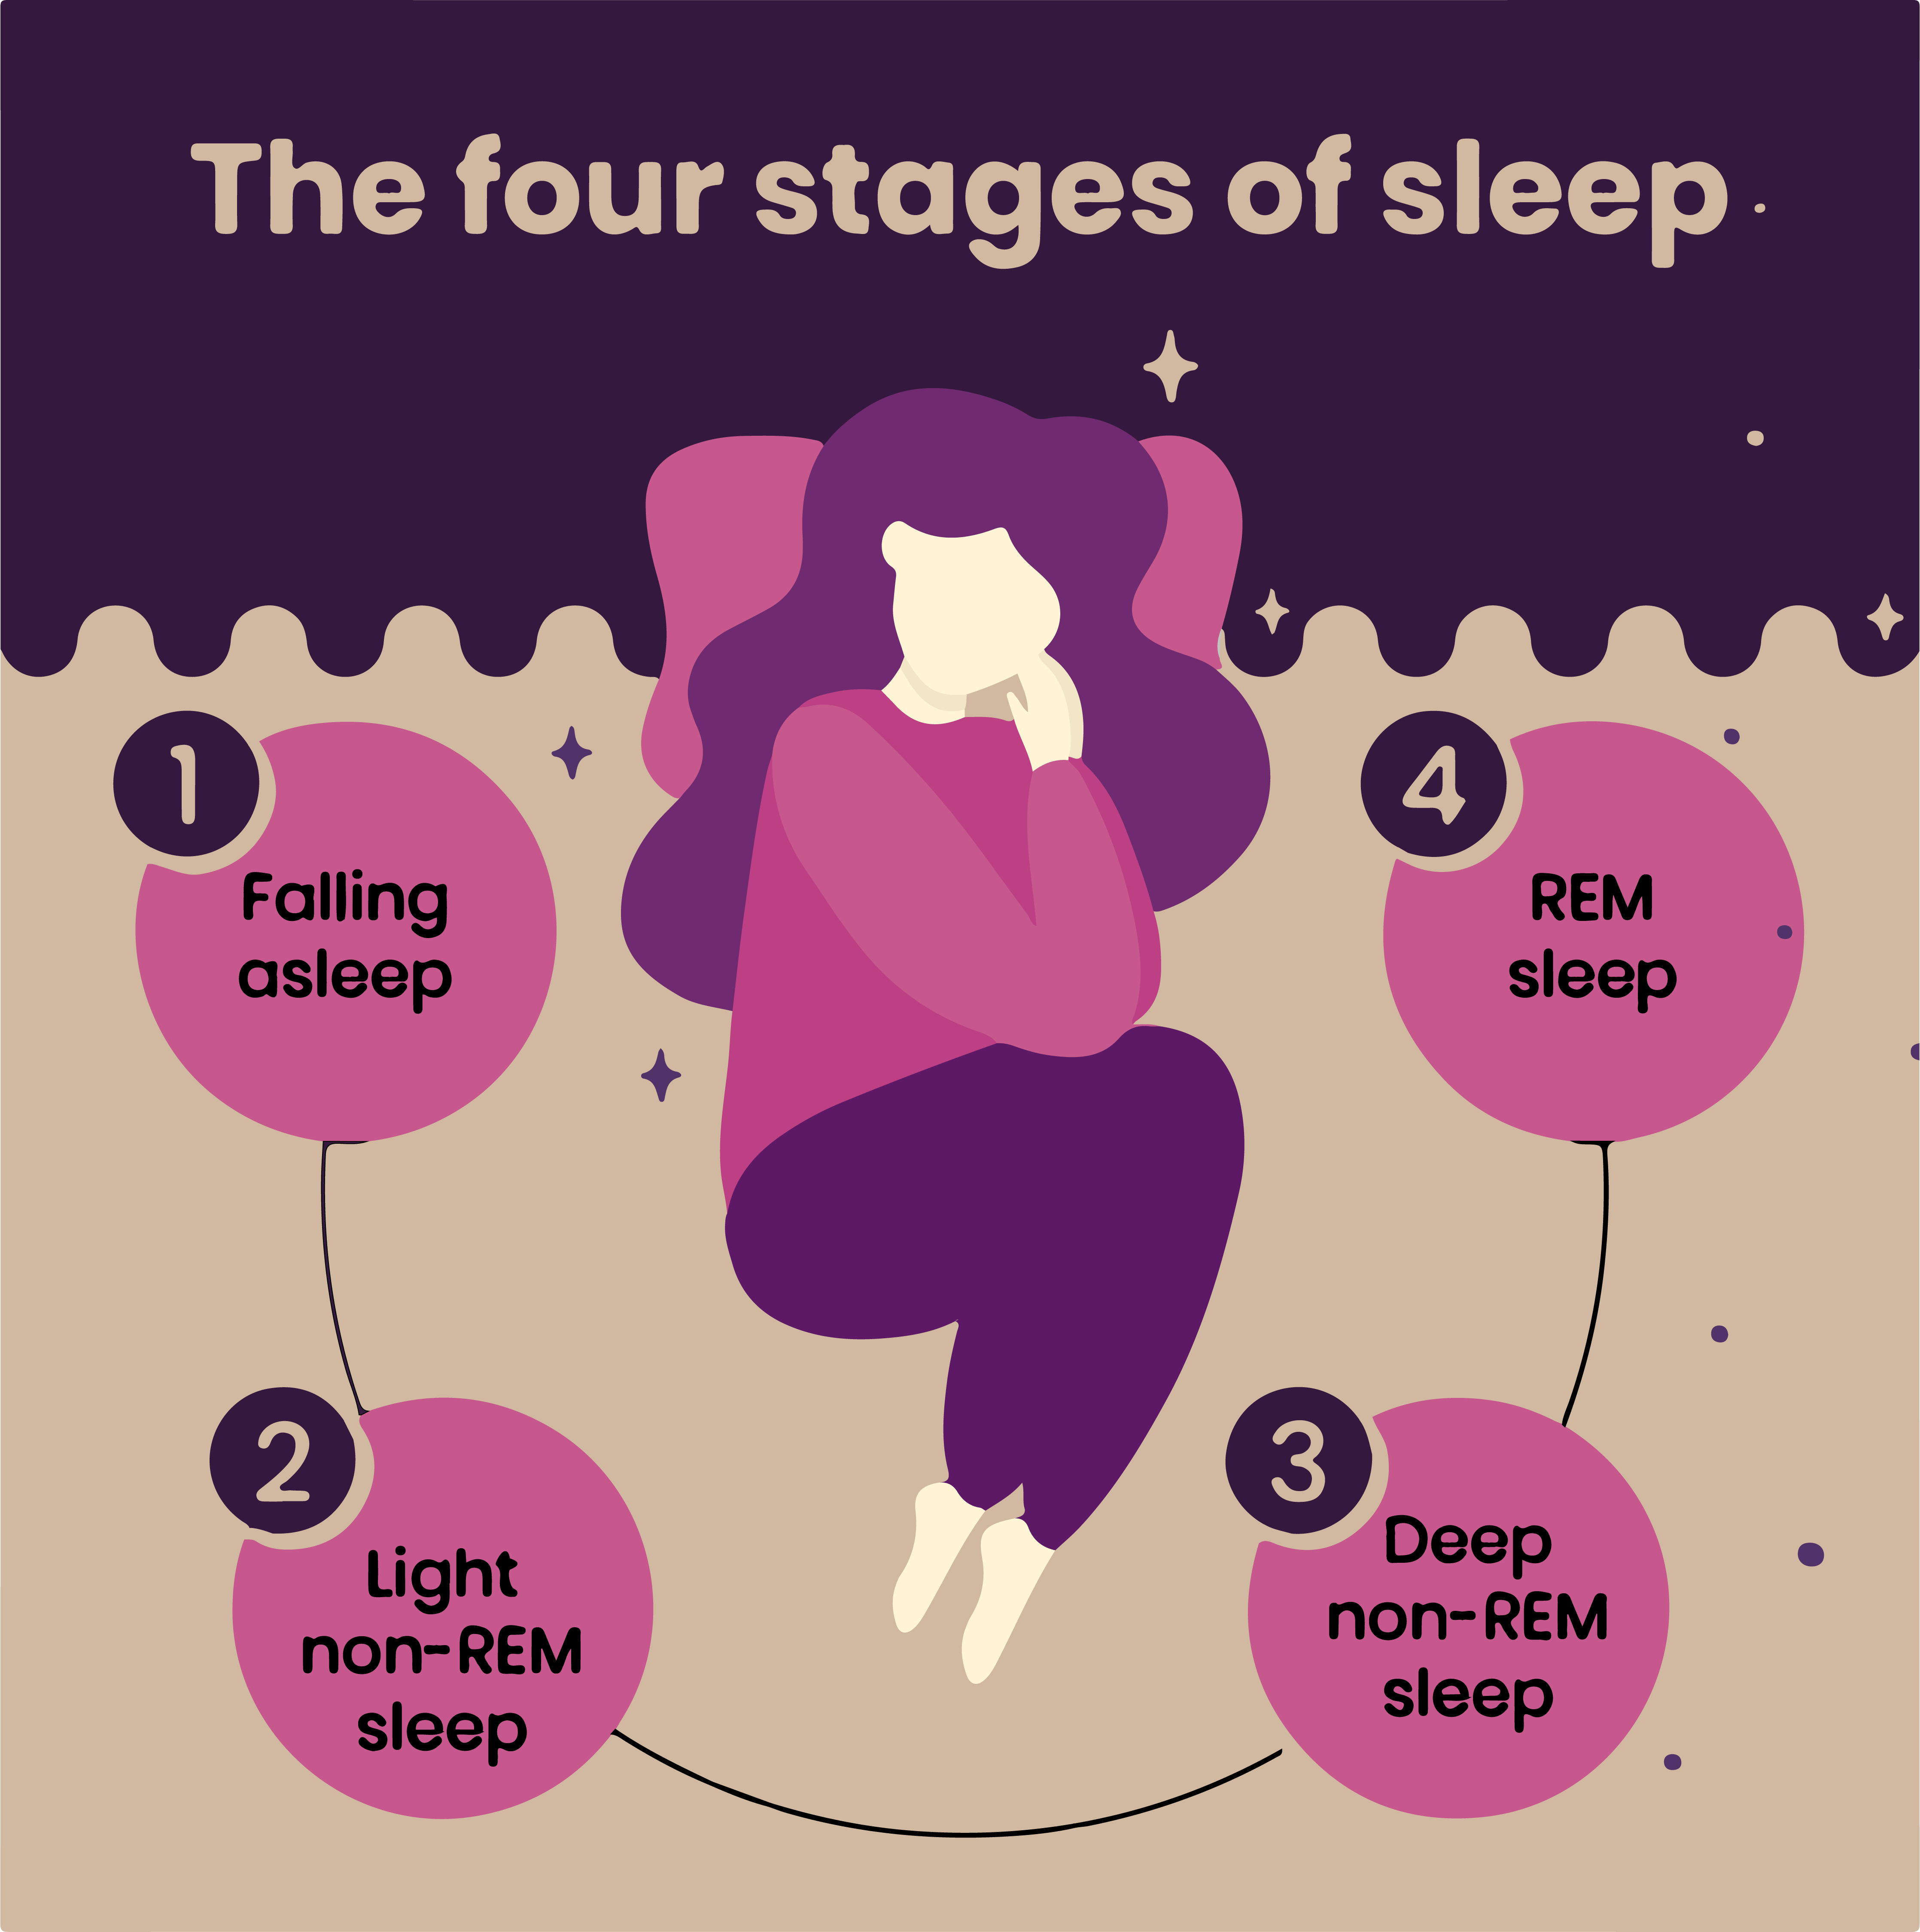 The four stages of sleep
1
Falling
asleep
2
Light
non-REM
sleep
3
Deep
non-REM
sleep
4
REM
sleep